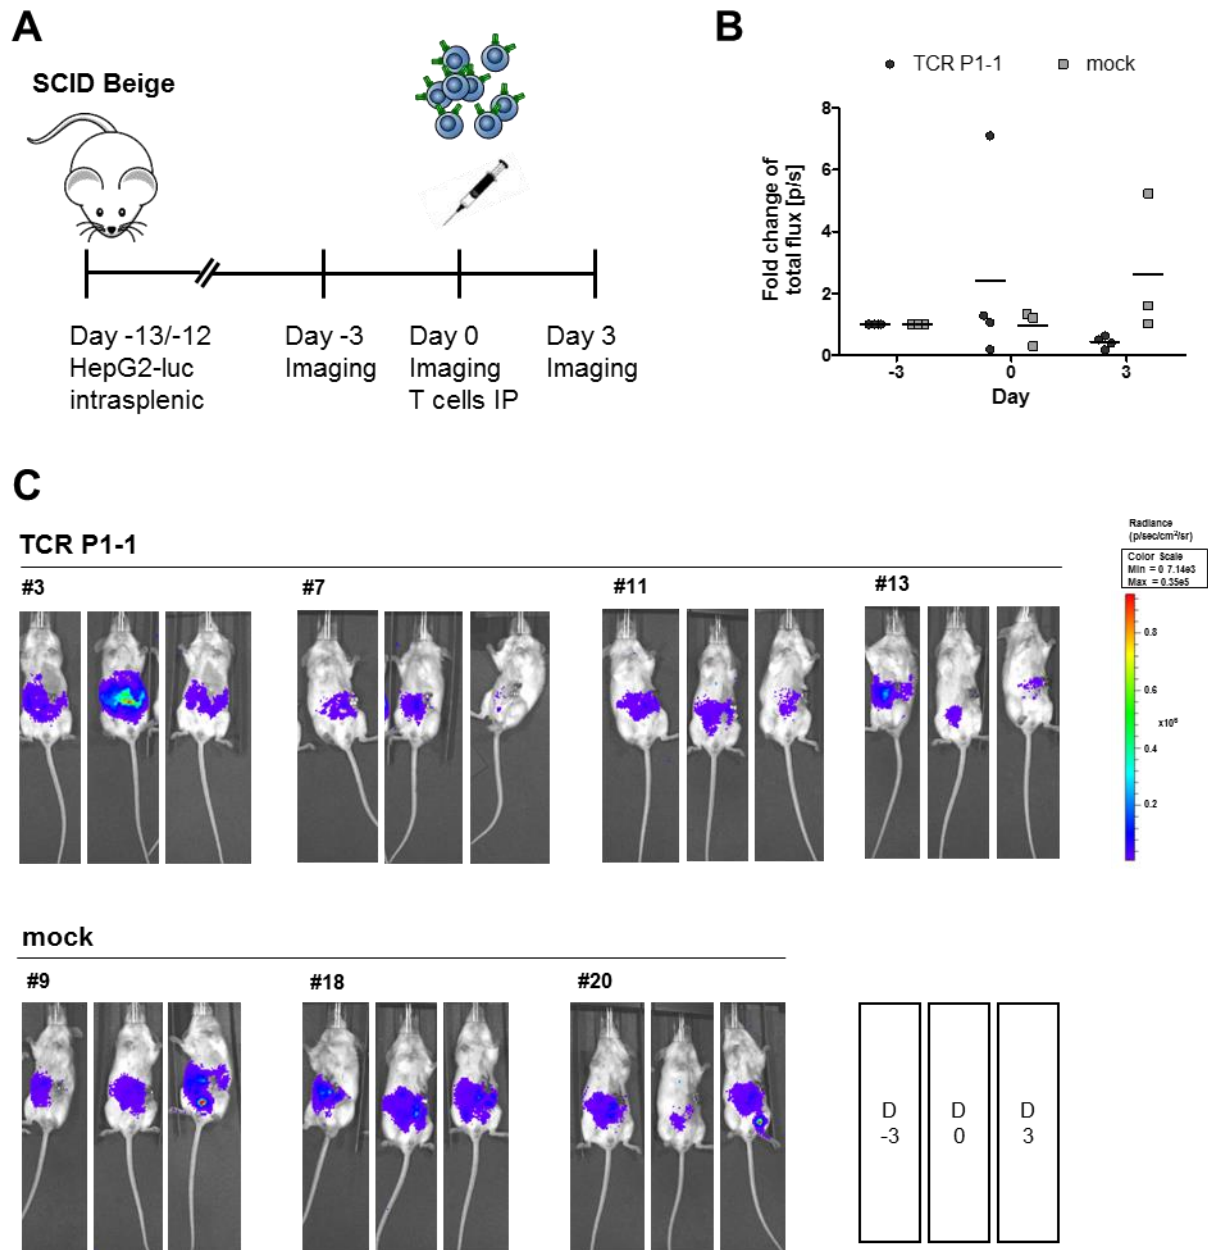 A
SCID Beige
Day -13/-12
HepG2-luc
intrasplenic
Day -3
Imaging
Day 0
Imaging
T cells IP
Day 3
Imaging
B
TCR P1-1
mock
Fold change of
total flux [p/s]
8
6
4
2
0
-3
0
3
Day
C
TCR P1-1
#3
#7
#11
#13
Radiance
(p/sec/cm²/sr)
Color Scale
Min = 0 7.14e3
Max = 0.35e5
0.8
0.6
x10⁶
0.4
0.2
mock
#9
#18
#20
D
-3
D
0
D
3